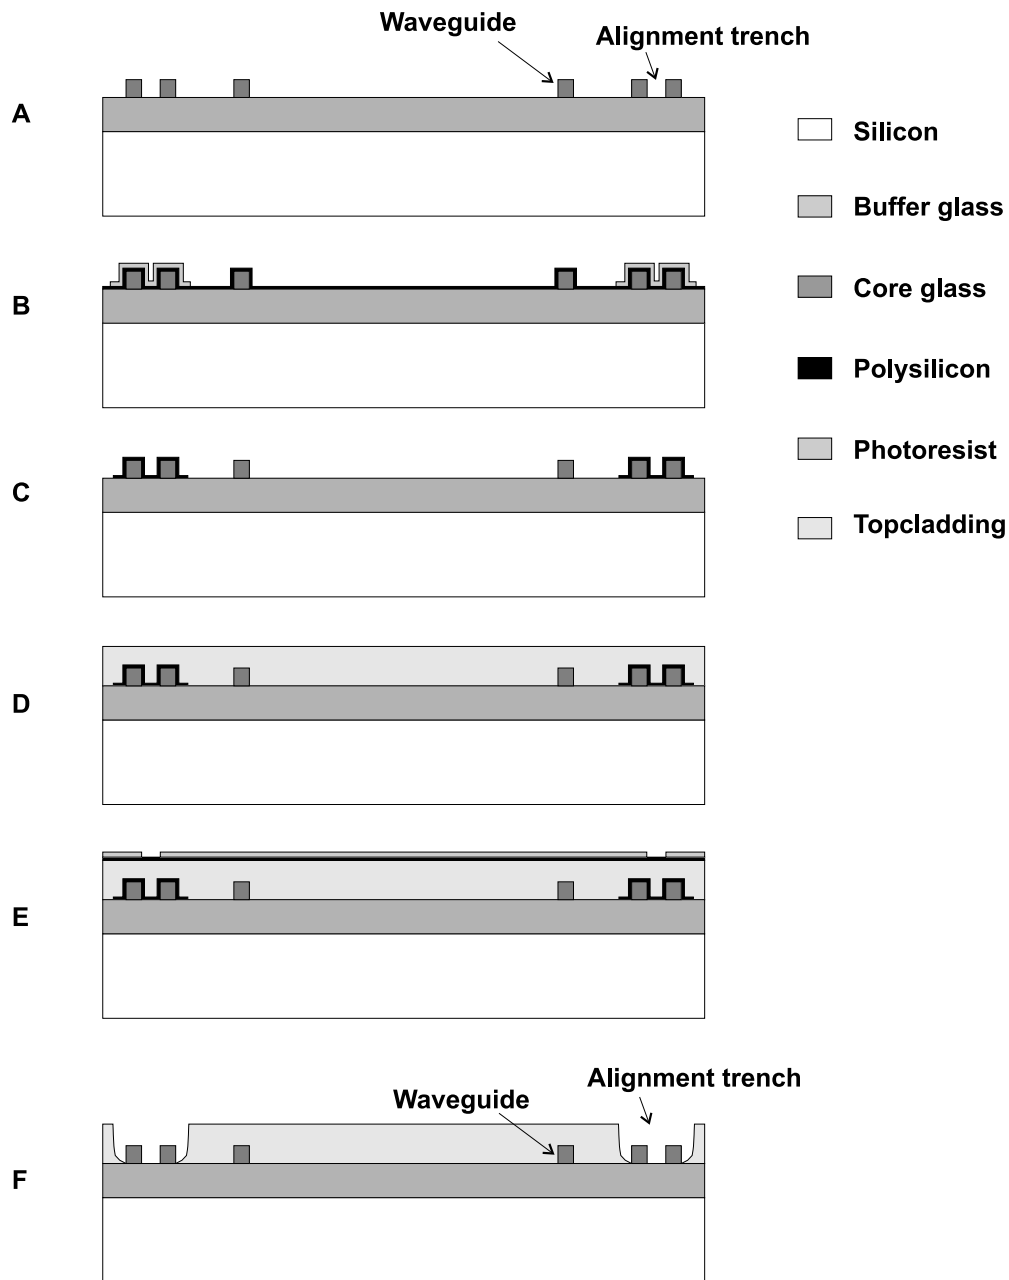 Waveguide
Alignment trench
A
Silicon
Buffer glass
B
Core glass
Polysilicon
Photoresist
C
Topcladding
D
E
Alignment trench
Waveguide
F